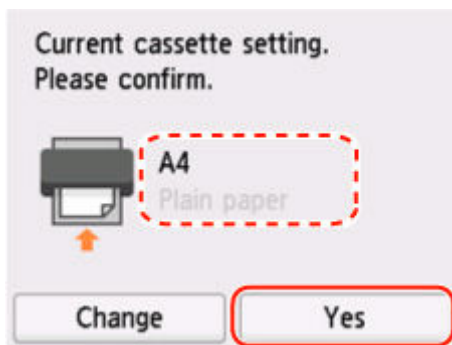 Current cassette setting.
Please confirm.
A4
Plain paper
Change
Yes